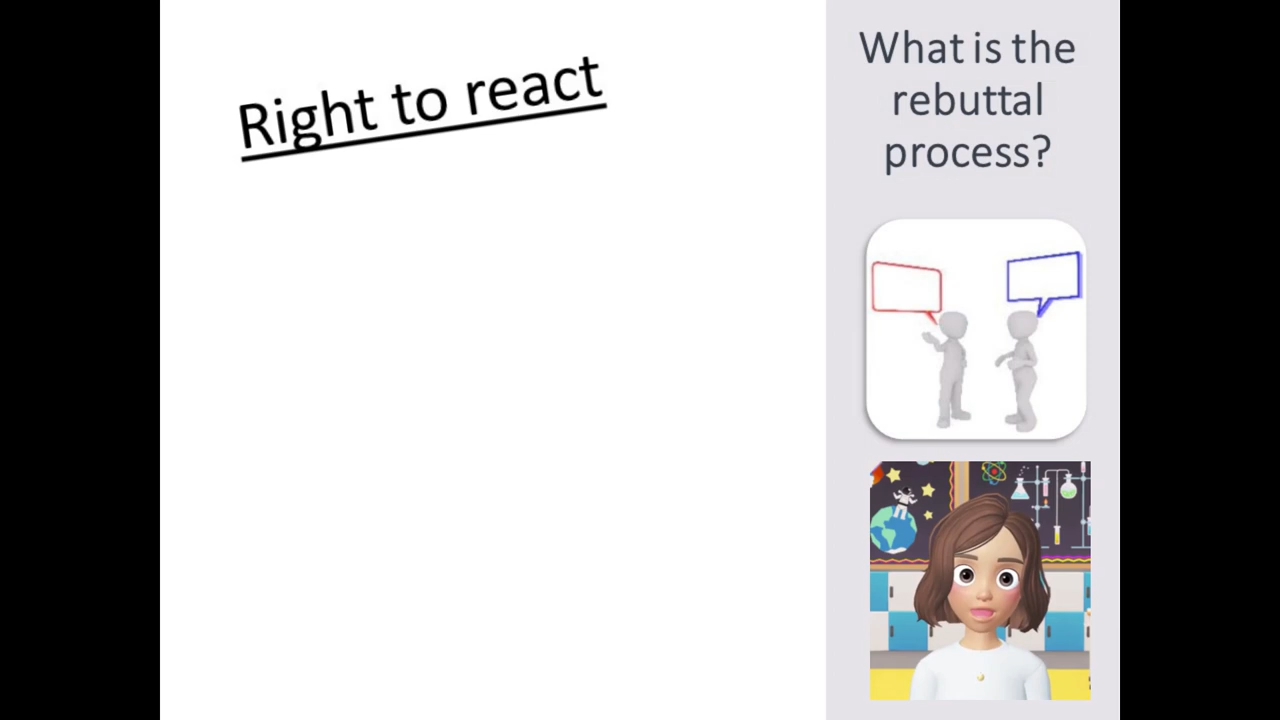 Right to react
What is the
rebuttal
process?